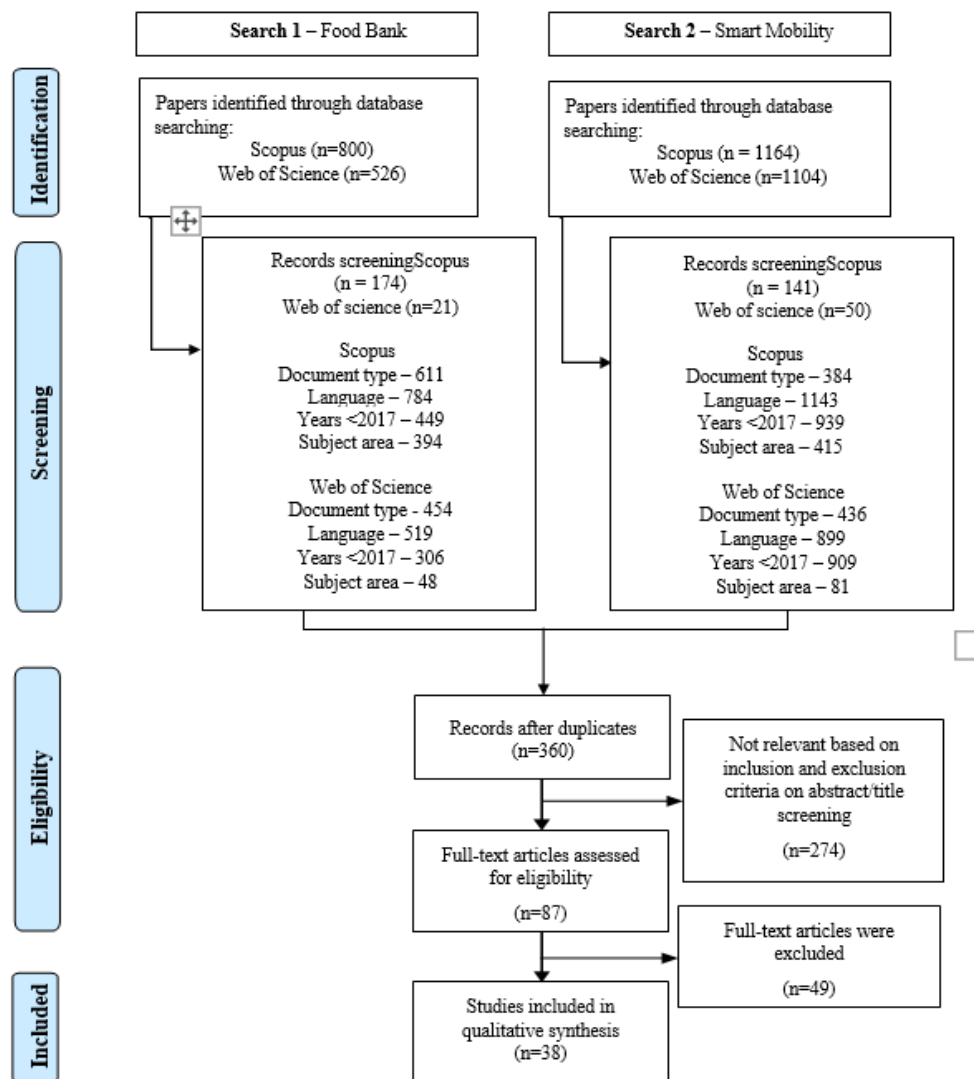 Search 1 – Food Bank
Search 2 – Smart Mobility
Identification
Papers identified through database
searching:
Scopus (n=800)
Web of Science (n=526)
Papers identified through database
searching:
Scopus (n = 1164)
Web of Science (n=1104)
Screening
Records screeningScopus
(n = 174)
Web of science (n=21)
Scopus
Document type – 611
Language – 784
Years <2017 – 449
Subject area – 394
Web of Science
Document type - 454
Language – 519
Years <2017 – 306
Subject area – 48
Records screeningScopus
(n = 141)
Web of science (n=50)
Scopus
Document type – 384
Language – 1143
Years <2017 – 939
Subject area – 415
Web of Science
Document type – 436
Language – 899
Years <2017 – 909
Subject area – 81
Eligibility
Records after duplicates
(n=360)
Not relevant based on
inclusion and exclusion
criteria on abstract/title
screening
(n=274)
Full-text articles assessed
for eligibility
(n=87)
Full-text articles were
excluded
(n=49)
Included
Studies included in
qualitative synthesis
(n=38)